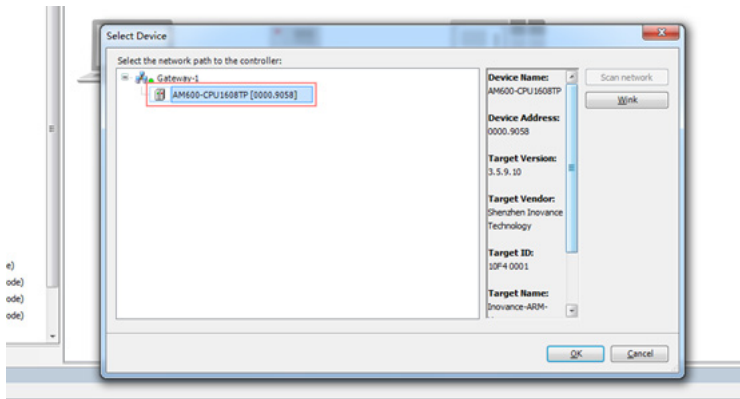 Select Device
Select the network path to the controller:
Gateway-1
AM600-CPU1608TP [0000.9058]
Device Name:
AM600-CPU1608TP
Device Address:
0000.9058
Target Version:
3.5.9.10
Target Vendor:
Shenzhen Inovance
Technology
Target ID:
10F4 0001
Target Name:
Inovance-ARM-
Scan network
Wink
e)
ode)
ode)
ode)
OK
Cancel